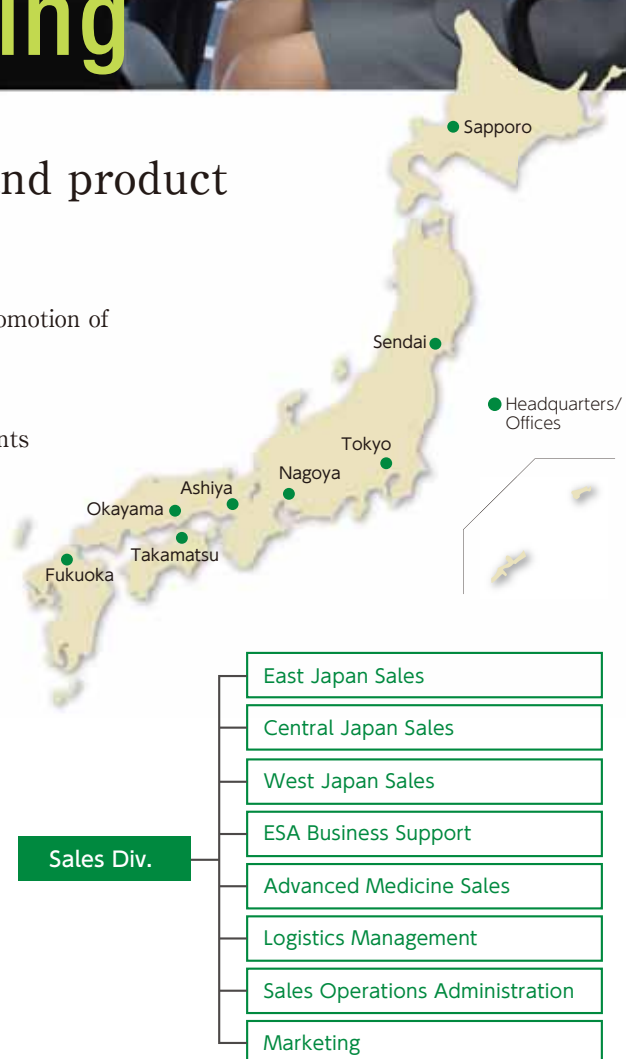 ing
nd product
omotion of
nts
Sapporo
Sendai
Headquarters/
Offices
Tokyo
Nagoya
Ashiya
Okayama
Takamatsu
Fukuoka
Sales Div.
East Japan Sales
Central Japan Sales
West Japan Sales
ESA Business Support
Advanced Medicine Sales
Logistics Management
Sales Operations Administration
Marketing